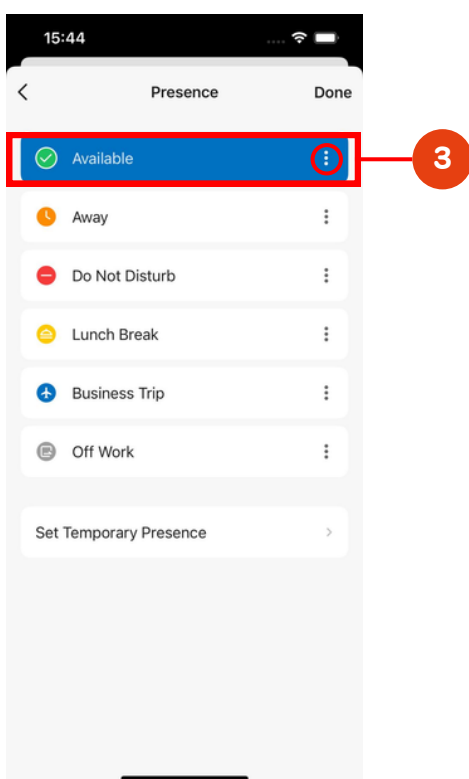 15:44
Presence
Done
Available
3
Away
Do Not Disturb
Lunch Break
Business Trip
Off Work
Set Temporary Presence